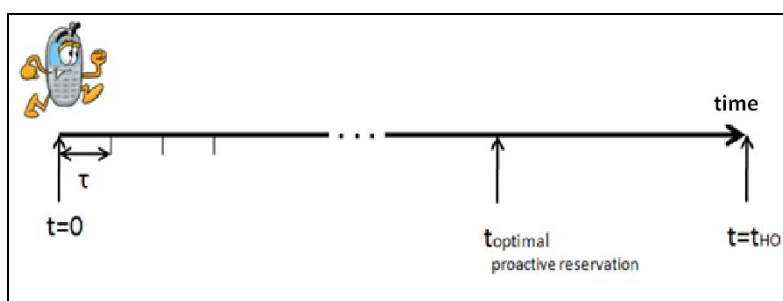 time
. . .
τ
t=0
toptimal
proactive reservation
t=tHO